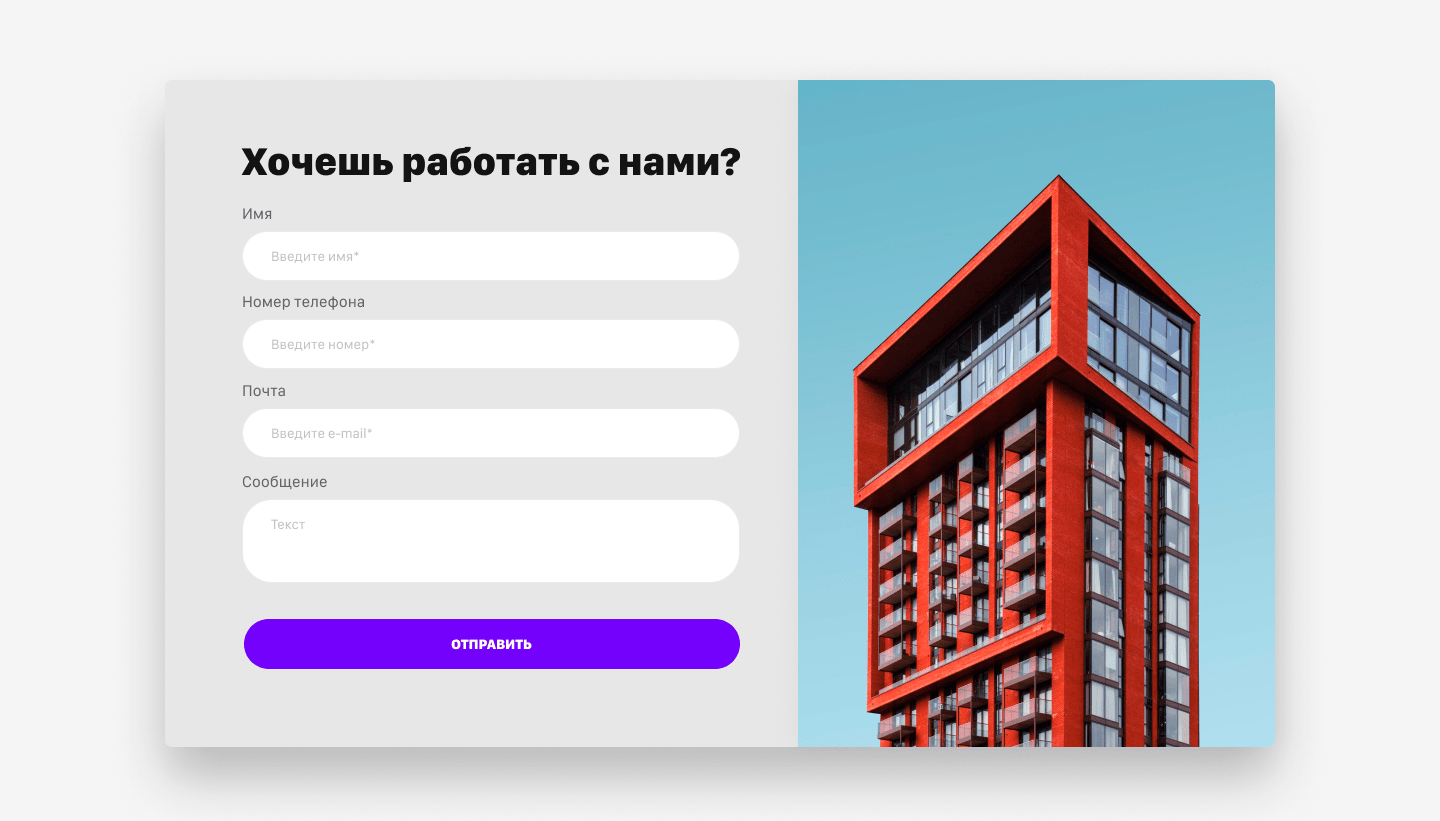 Хочешь работать с нами?
Имя
Введите имя*
Номер телефона
Введите номер*
Почта
Введите e-mail*
Сообщение
Текст
ОТПРАВИТЬ